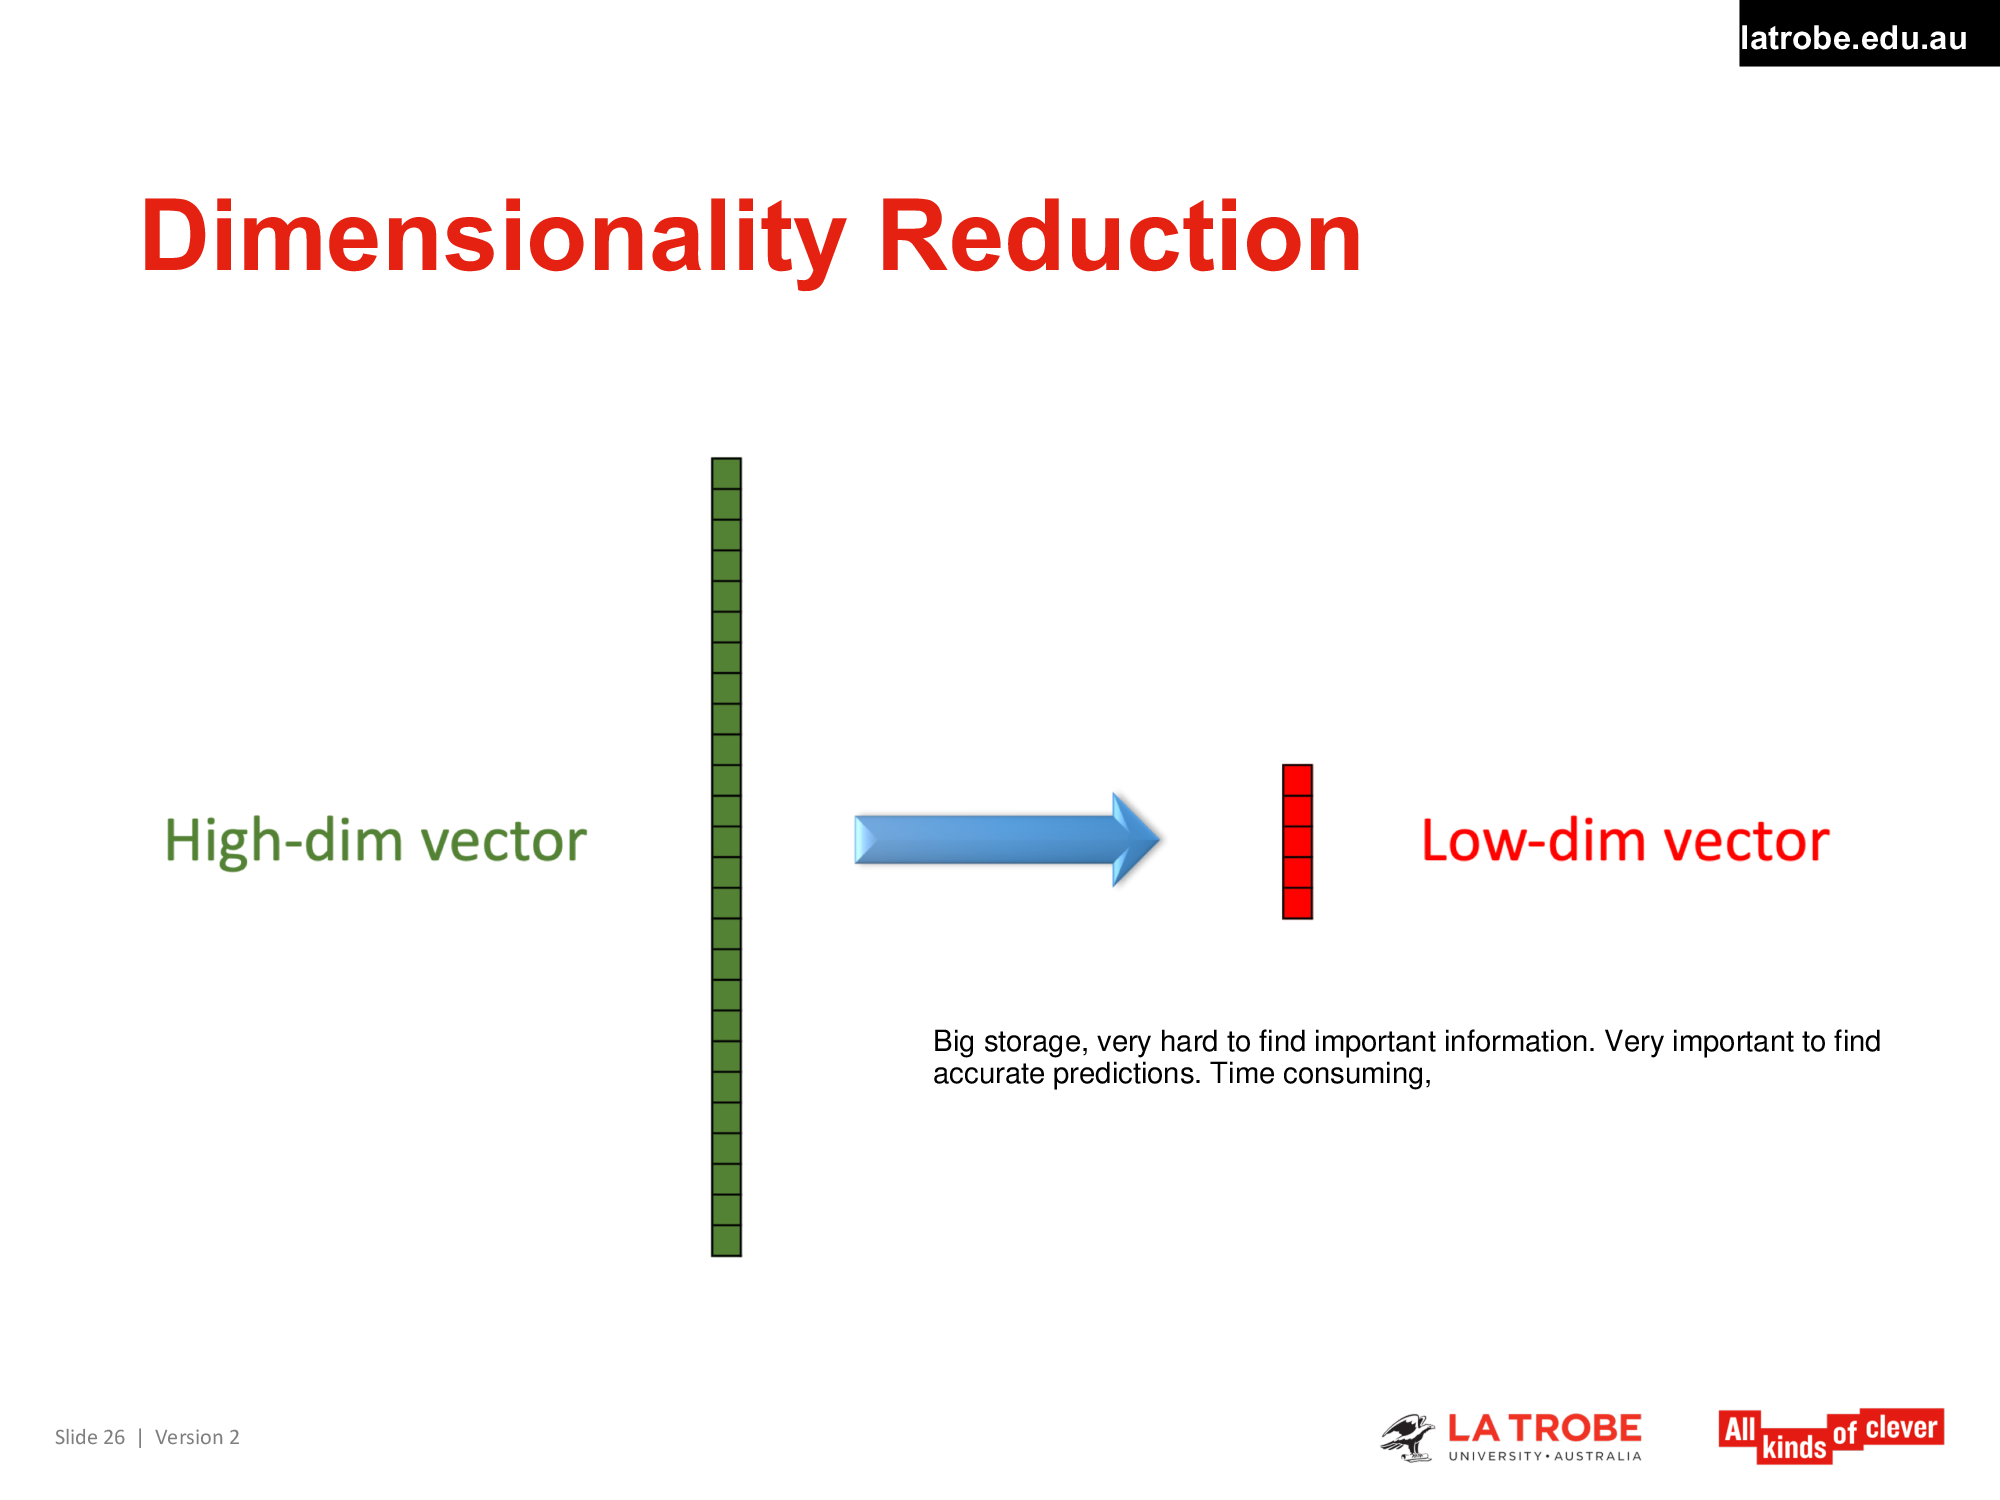 latrobe.edu.au
Dimensionality Reduction
High-dim vector
Low-dim vector
Big storage, very hard to find important information. Very important to find
accurate predictions. Time consuming,
Slide 26 | Version 2
LA TROBE
UNIVERSITY • AUSTRALIA
All kinds of clever